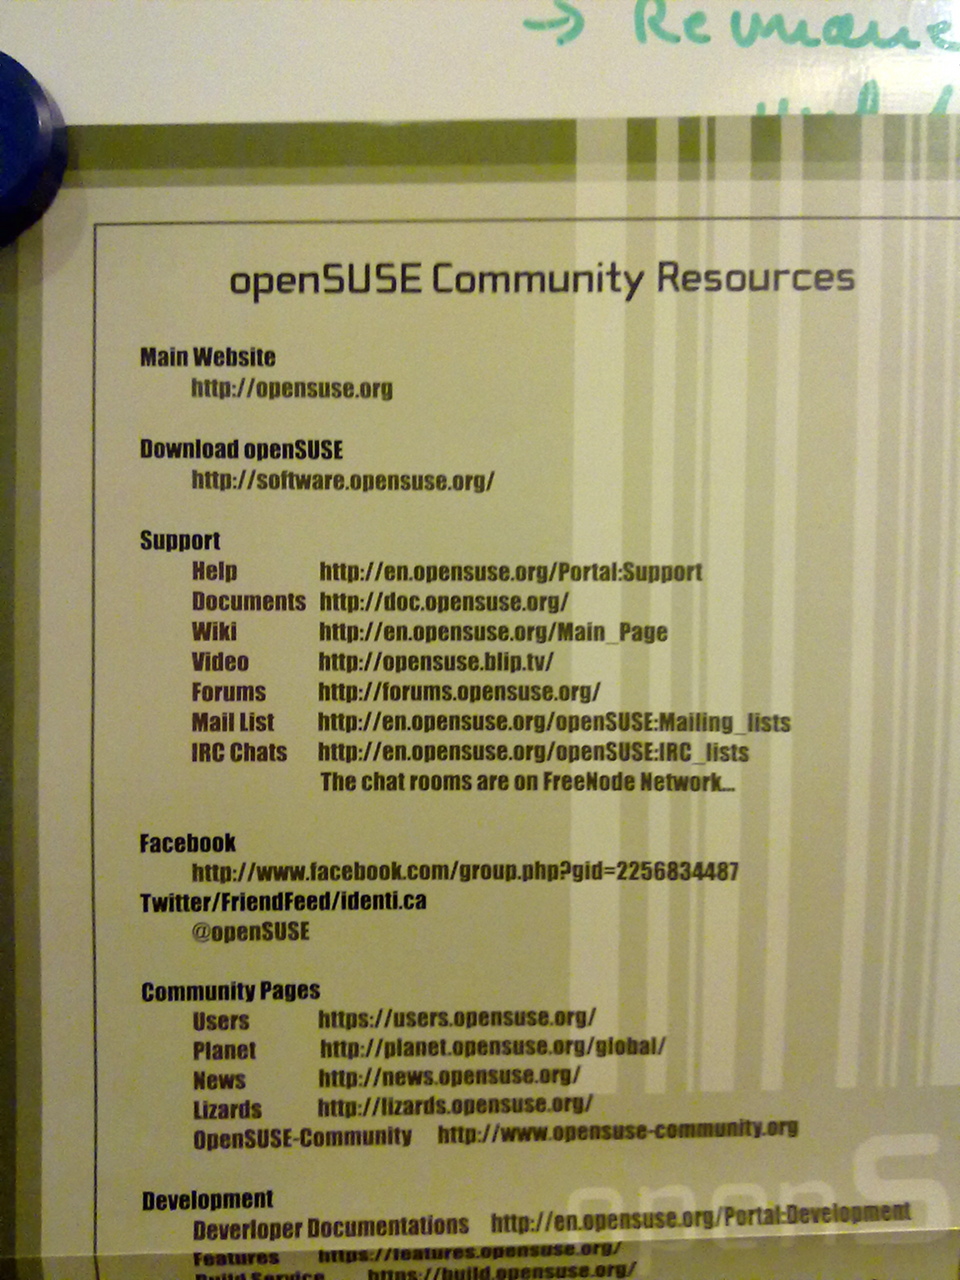 → Re
openSUSE Community Resources
Main Website
http://opensuse.org
Download openSUSE
http://software.opensuse.org/
Support
Help http://en.opensuse.org/Portal:Support
Documents http://doc.opensuse.org/
Wiki http://en.opensuse.org/Main_Page
Video http://opensuse.blip.tv/
Forums http://forums.opensuse.org/
Mail List http://en.opensuse.org/openSUSE:Mailing_lists
IRC Chats http://en.opensuse.org/openSUSE:IRC_lists
The chat rooms are on FreeNode Network...
Facebook
http://www.facebook.com/group.php?gid=2256834487
Twitter/FriendFeed/identi.ca
@openSUSE
Community Pages
Users https://users.opensuse.org/
Planet http://planet.opensuse.org/global/
News http://news.opensuse.org/
Lizards http://lizards.opensuse.org/
OpenSUSE-Community http://www.opensuse-community.org
openS
Development
Deverloper Documentations http://en.opensuse.org/Portal:Development
Features https://features.opensuse.org/
Build Service https://build.opensuse.org/